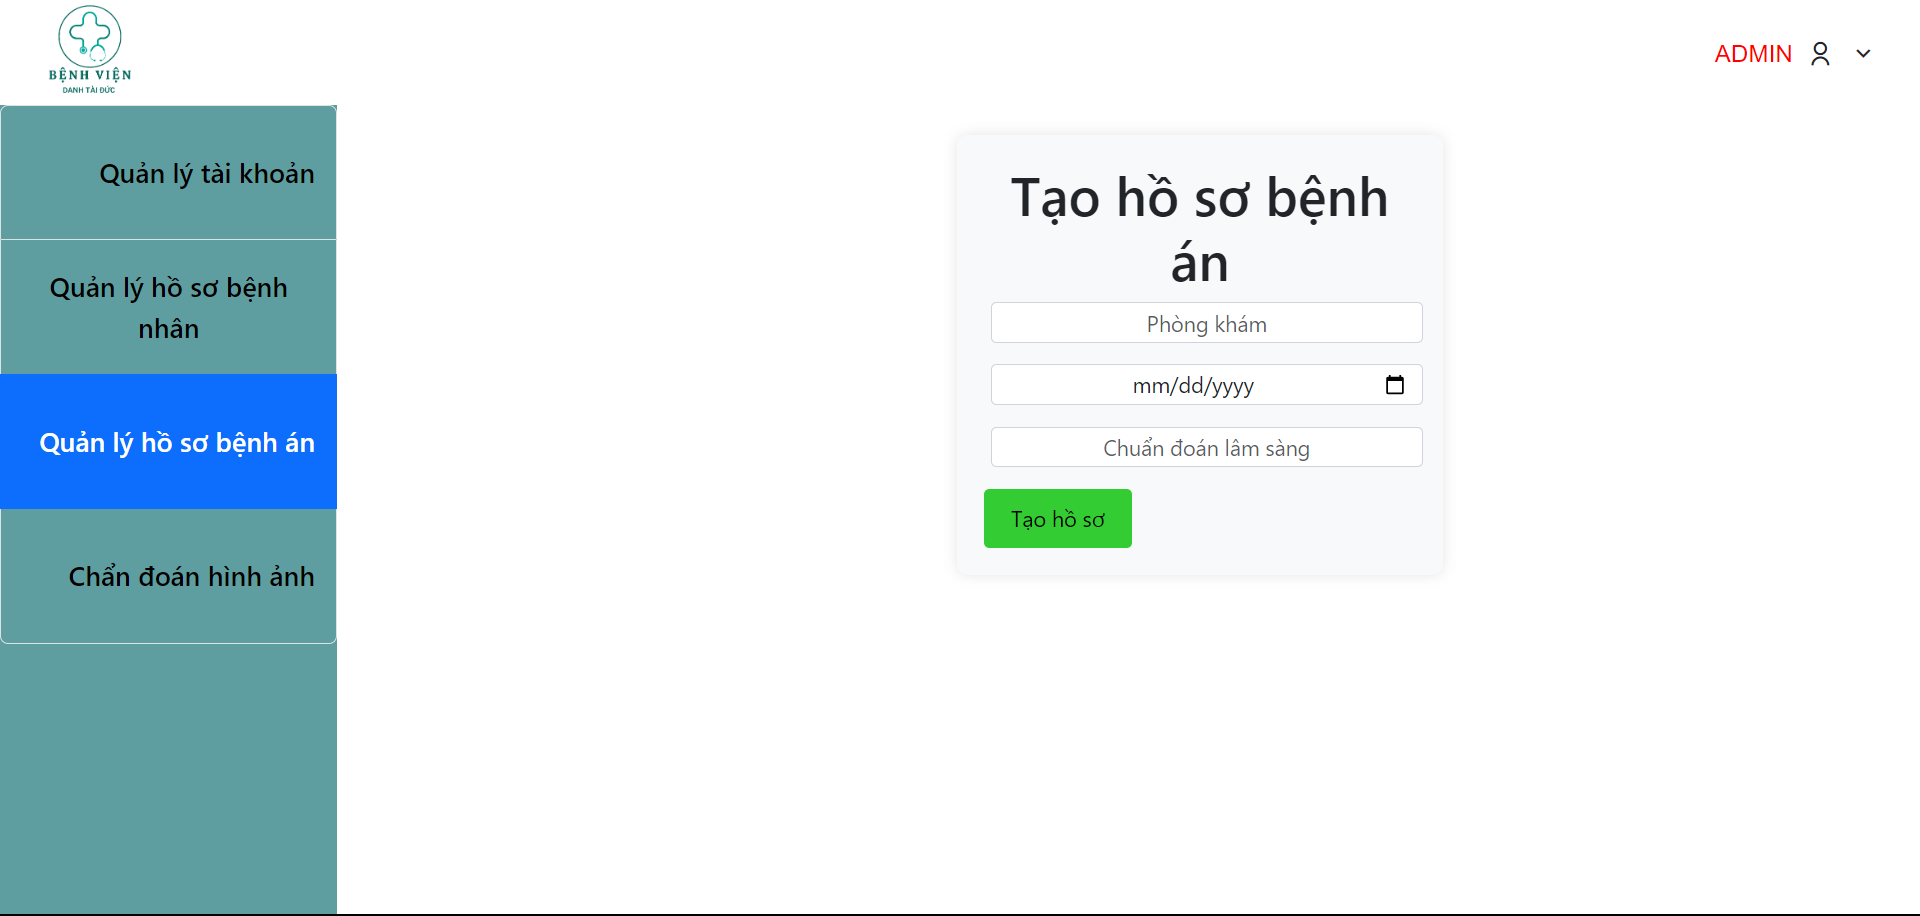 BỆNH VIỆN
DANH TÀI ĐỨC
ADMIN
Quản lý tài khoản
Quản lý hồ sơ bệnh
nhân
Quản lý hồ sơ bệnh án
Chẩn đoán hình ảnh
Tạo hồ sơ bệnh
án
Phòng khám
mm/dd/yyyy
Chuẩn đoán lâm sàng
Tạo hồ sơ